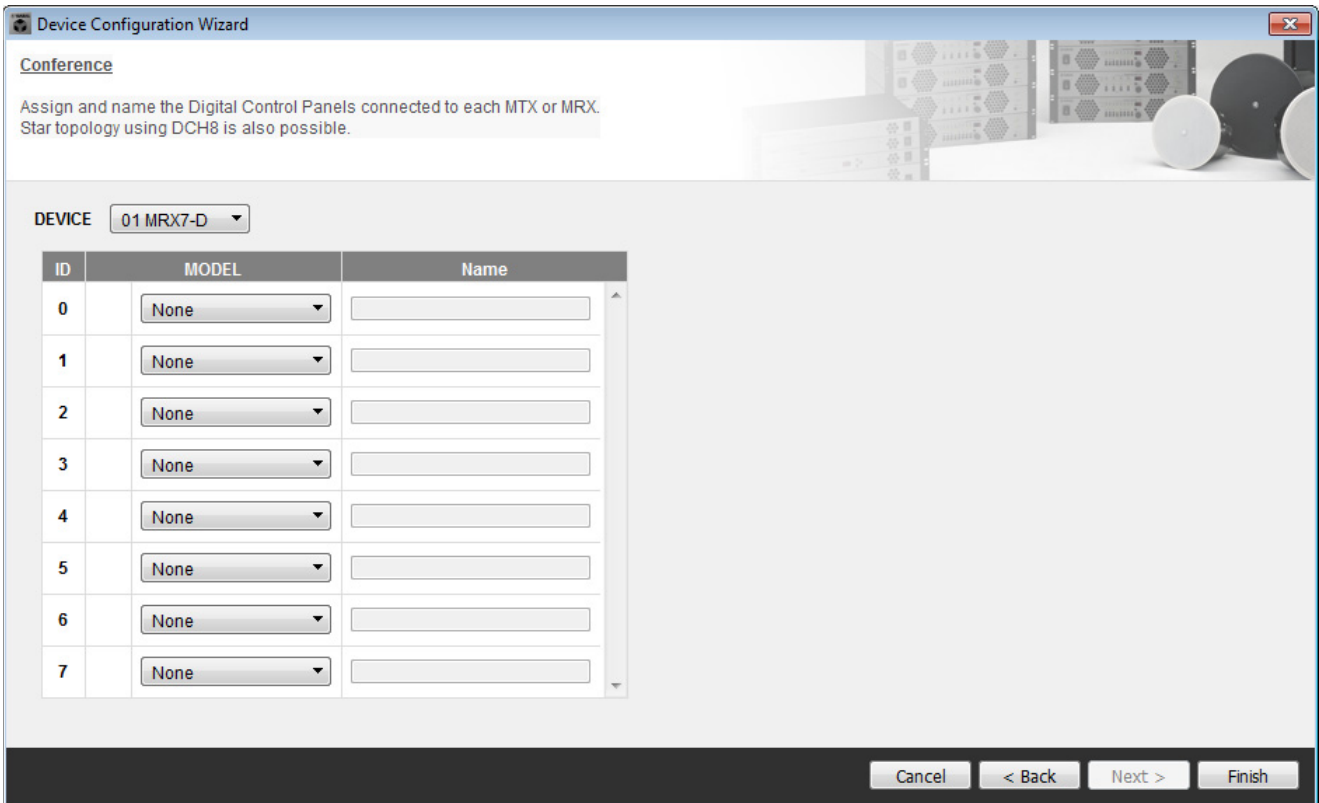 Device Configuration Wizard
Conference
Assign and name the Digital Control Panels connected to each MTX or MRX.
Star topology using DCH8 is also possible.
DEVICE 01 MRX7-D
ID MODEL Name
0 None
1 None
2 None
3 None
4 None
5 None
6 None
7 None
Cancel < Back Next > Finish